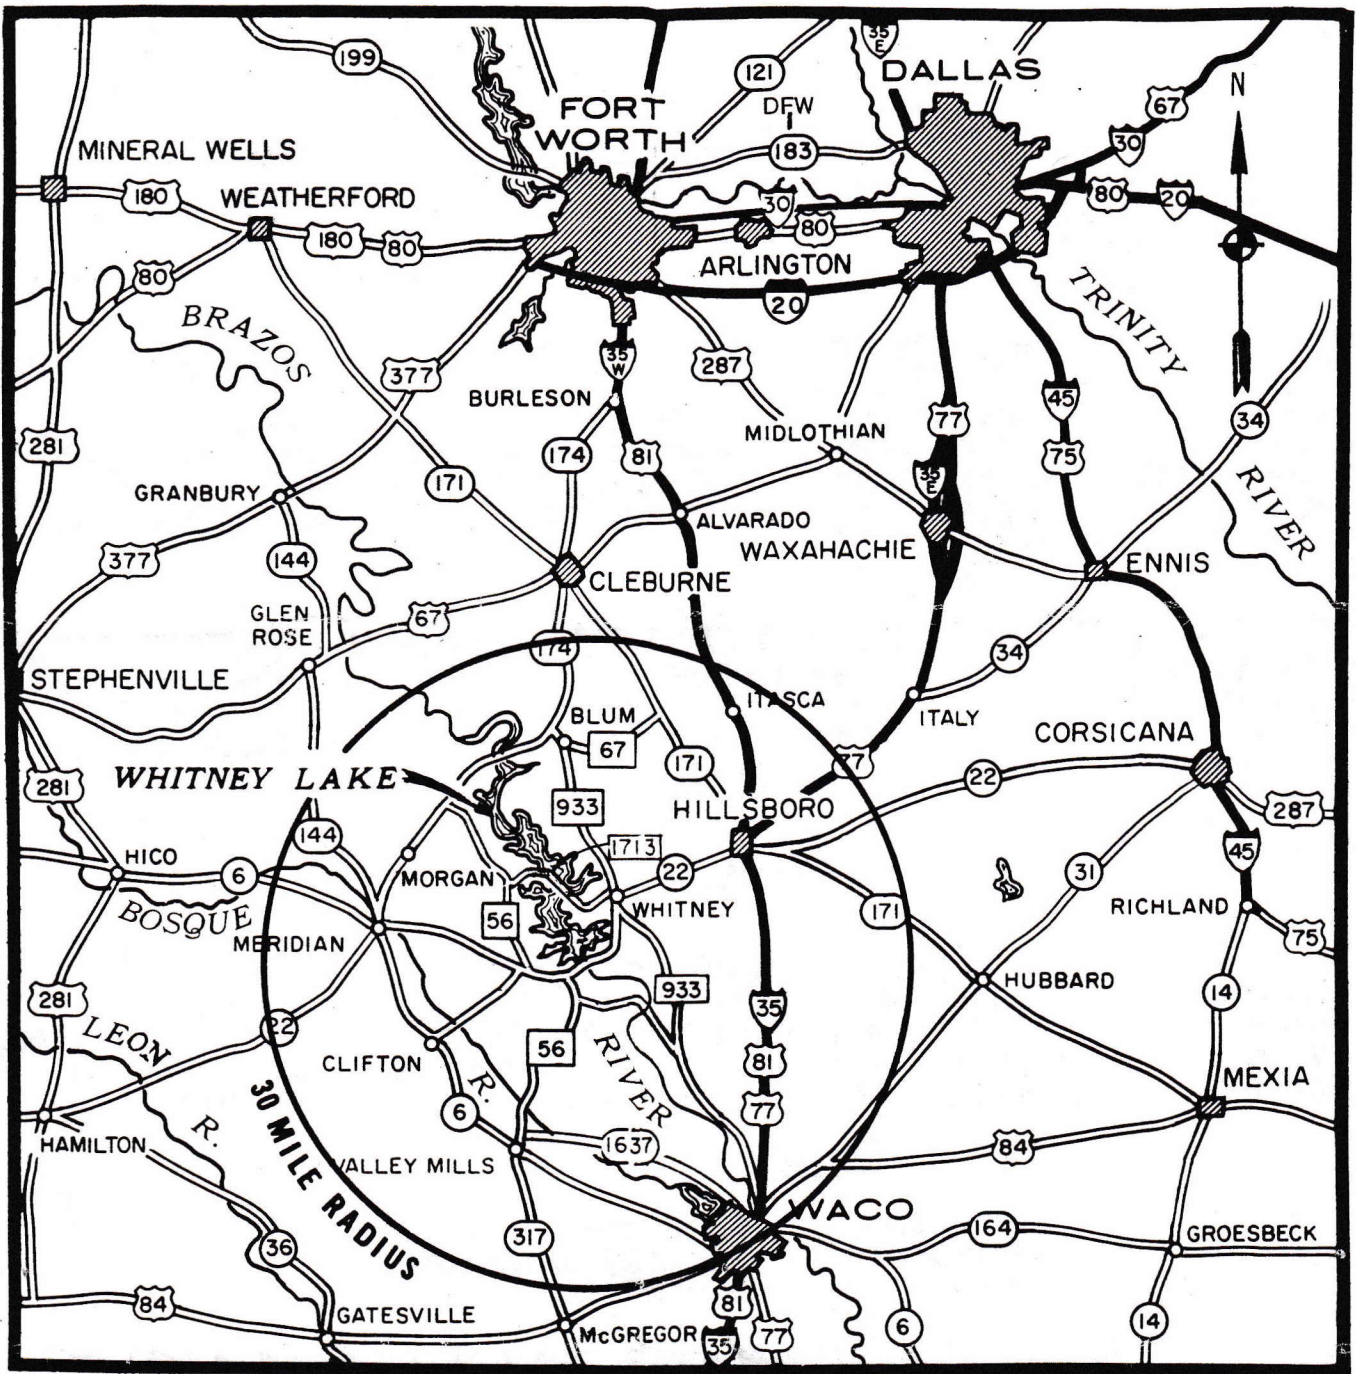 199
121
35
E
DALLAS
FORT
WORTH
DFW
67
N
MINERAL WELLS
183
30
180
WEATHERFORD
180
80
30
80
80
20
80
ARLINGTON
20
TRINITY
RIVER
BRAZOS
35
W
377
287
BURLESON
45
77
34
MIDLOTHIAN
281
174
81
75
171
35
E
GRANBURY
ALVARADO
WAXAHACHIE
377
144
ENNIS
CLEBURNE
GLEN
ROSE
67
174
34
STEPHENVILLE
ITASCA
ITALY
BLUM
67
CORSICANA
WHITNEY LAKE
171
77
22
281
933
HILLSBORO
287
144
1713
45
HICO
6
MORGAN
22
31
BOSQUE
56
WHITNEY
171
RICHLAND
MERIDIAN
75
281
933
HUBBARD
14
LEON
R.
22
35
56
RIVER
CLIFTON
81
R.
MEXIA
30 MILE RADIUS
6
77
HAMILTON
1637
84
VALLEY MILLS
WACO
36
317
164
GROESBECK
84
GATESVILLE
81
McGREGOR
35
77
6
14